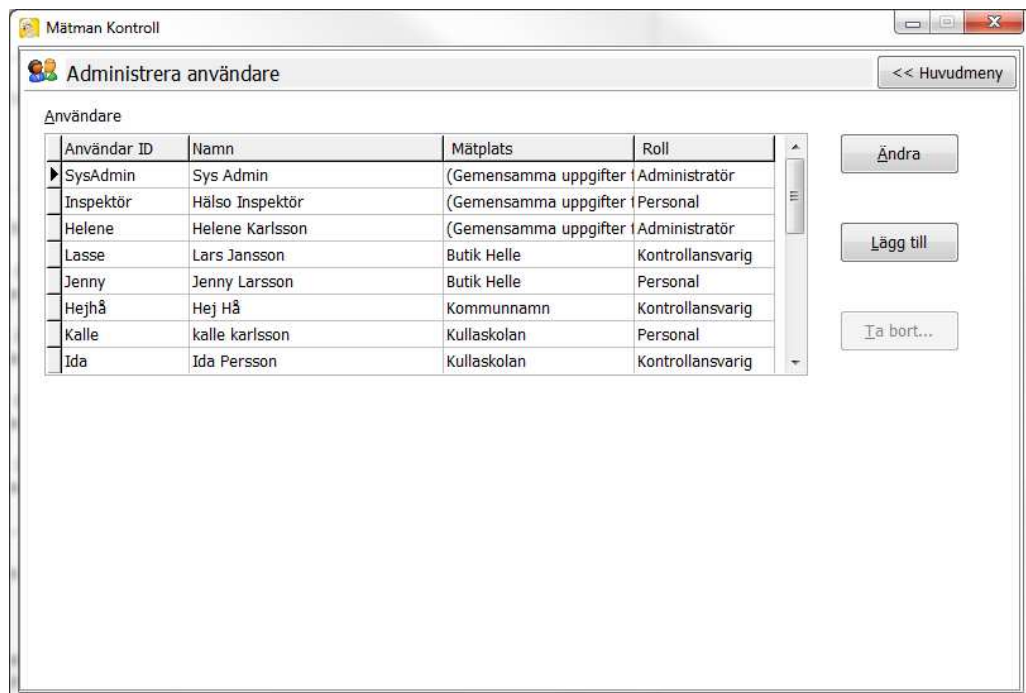 Mätman Kontroll
Administrera användare
<< Huvudmeny
Användare
Användar ID Namn Mätplats Roll
SysAdmin Sys Admin (Gemensamma uppgifter Administratör
Inspektör Hälso Inspektör (Gemensamma uppgifter Personal
Helene Helene Karlsson (Gemensamma uppgifter Administratör
Lasse Lars Jansson Butik Helle Kontrollansvarig
Jenny Jenny Larsson Butik Helle Personal
Hejhå Hej Hå Kommunnamn Kontrollansvarig
Kalle kalle karlsson Kullaskolan Personal
Ida Ida Persson Kullaskolan Kontrollansvarig
Ändra
Lägg till
Ta bort...